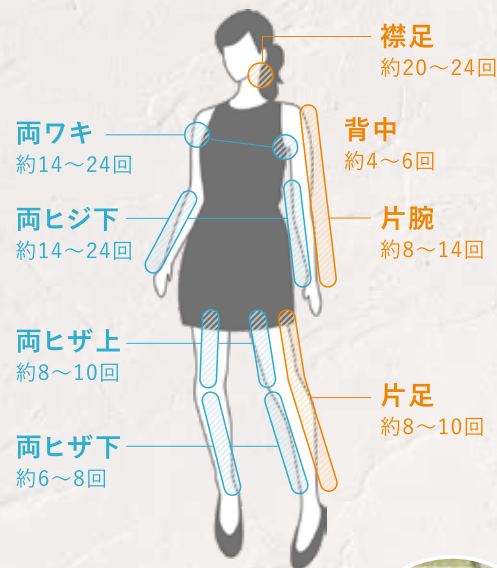 襟足
約20〜24回
両ワキ
約14〜24回
背中
約4〜6回
両ヒジ下
約14〜24回
片腕
約8〜14回
両ヒザ上
約8〜10回
片足
約8〜10回
両ヒザ下
約6〜8回